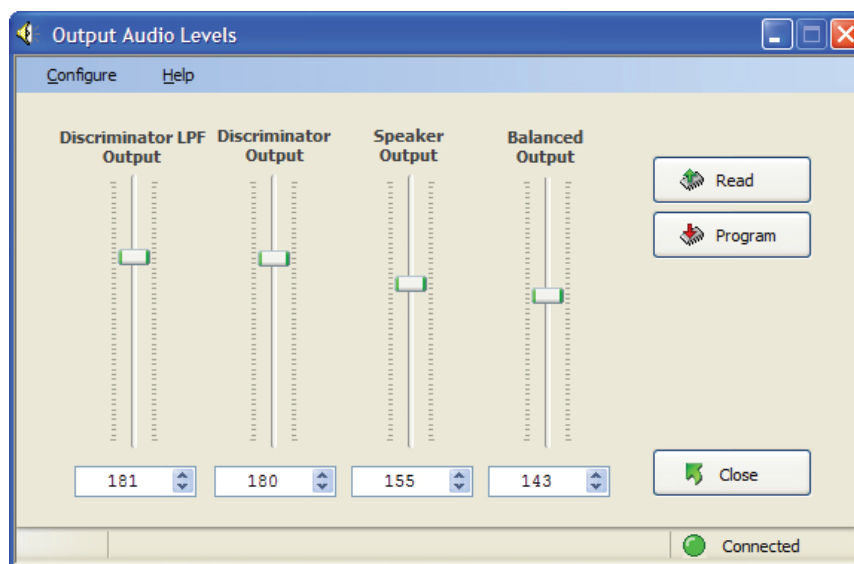 Output Audio Levels
Configure Help
Discriminator LPF Output
Discriminator Output
Speaker Output
Balanced Output
Read
Program
181 180 155 143
Close
Connected